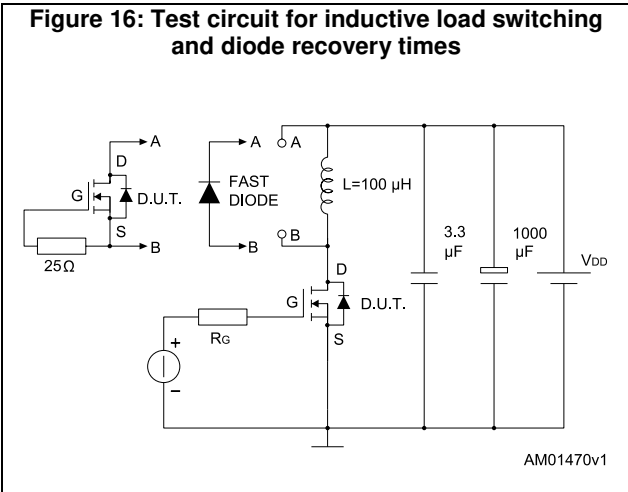 Figure 16: Test circuit for inductive load switching
and diode recovery times
A
D
G
D.U.T.
S
B
25Ω
A
FAST
DIODE
B
A
L=100 µH
B
D
G
D.U.T.
S
RG
+
-
3.3
µF
1000
µF
VDD
AM01470v1